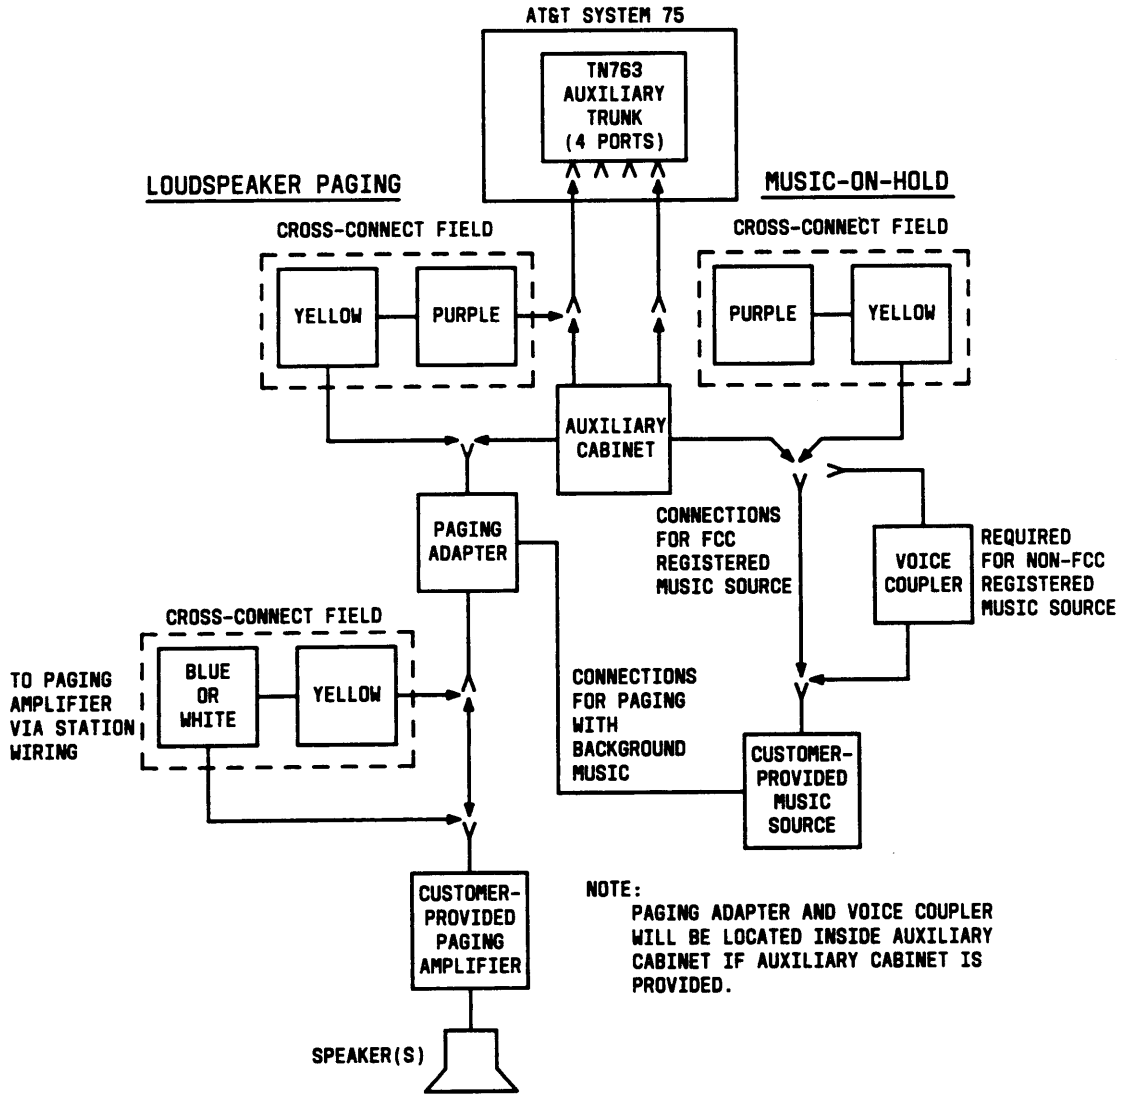 AT&T SYSTEM 75
TN763
AUXILIARY
TRUNK
(4 PORTS)
LOUDSPEAKER PAGING
MUSIC-ON-HOLD
CROSS-CONNECT FIELD
CROSS-CONNECT FIELD
YELLOW
PURPLE
PURPLE
YELLOW
AUXILIARY
CABINET
PAGING
ADAPTER
CONNECTIONS
FOR FCC
REGISTERED
MUSIC SOURCE
VOICE
COUPLER
REQUIRED
FOR NON-FCC
REGISTERED
MUSIC SOURCE
CROSS-CONNECT FIELD
TO PAGING
AMPLIFIER
VIA STATION
WIRING
BLUE
OR
WHITE
YELLOW
CONNECTIONS
FOR PAGING
WITH
BACKGROUND
MUSIC
CUSTOMER-
PROVIDED
MUSIC
SOURCE
CUSTOMER-
PROVIDED
PAGING
AMPLIFIER
NOTE:
PAGING ADAPTER AND VOICE COUPLER
WILL BE LOCATED INSIDE AUXILIARY
CABINET IF AUXILIARY CABINET IS
PROVIDED.
SPEAKER(S)